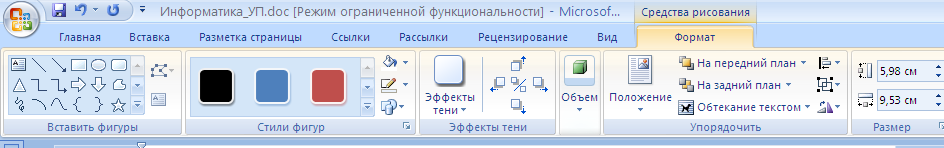 Информатика_УП.doc [Режим ограниченной функциональности] - Microsoft... Средства рисования
Главная Вставка Разметка страницы Ссылки Рассылки Рецензирование Вид Формат
На передний план 5,98 см
На задний план
Эффекты тени Объем Положение Обтекание текстом 9,53 см
Вставить фигуры Стили фигур Эффекты тени Упорядочить Размер